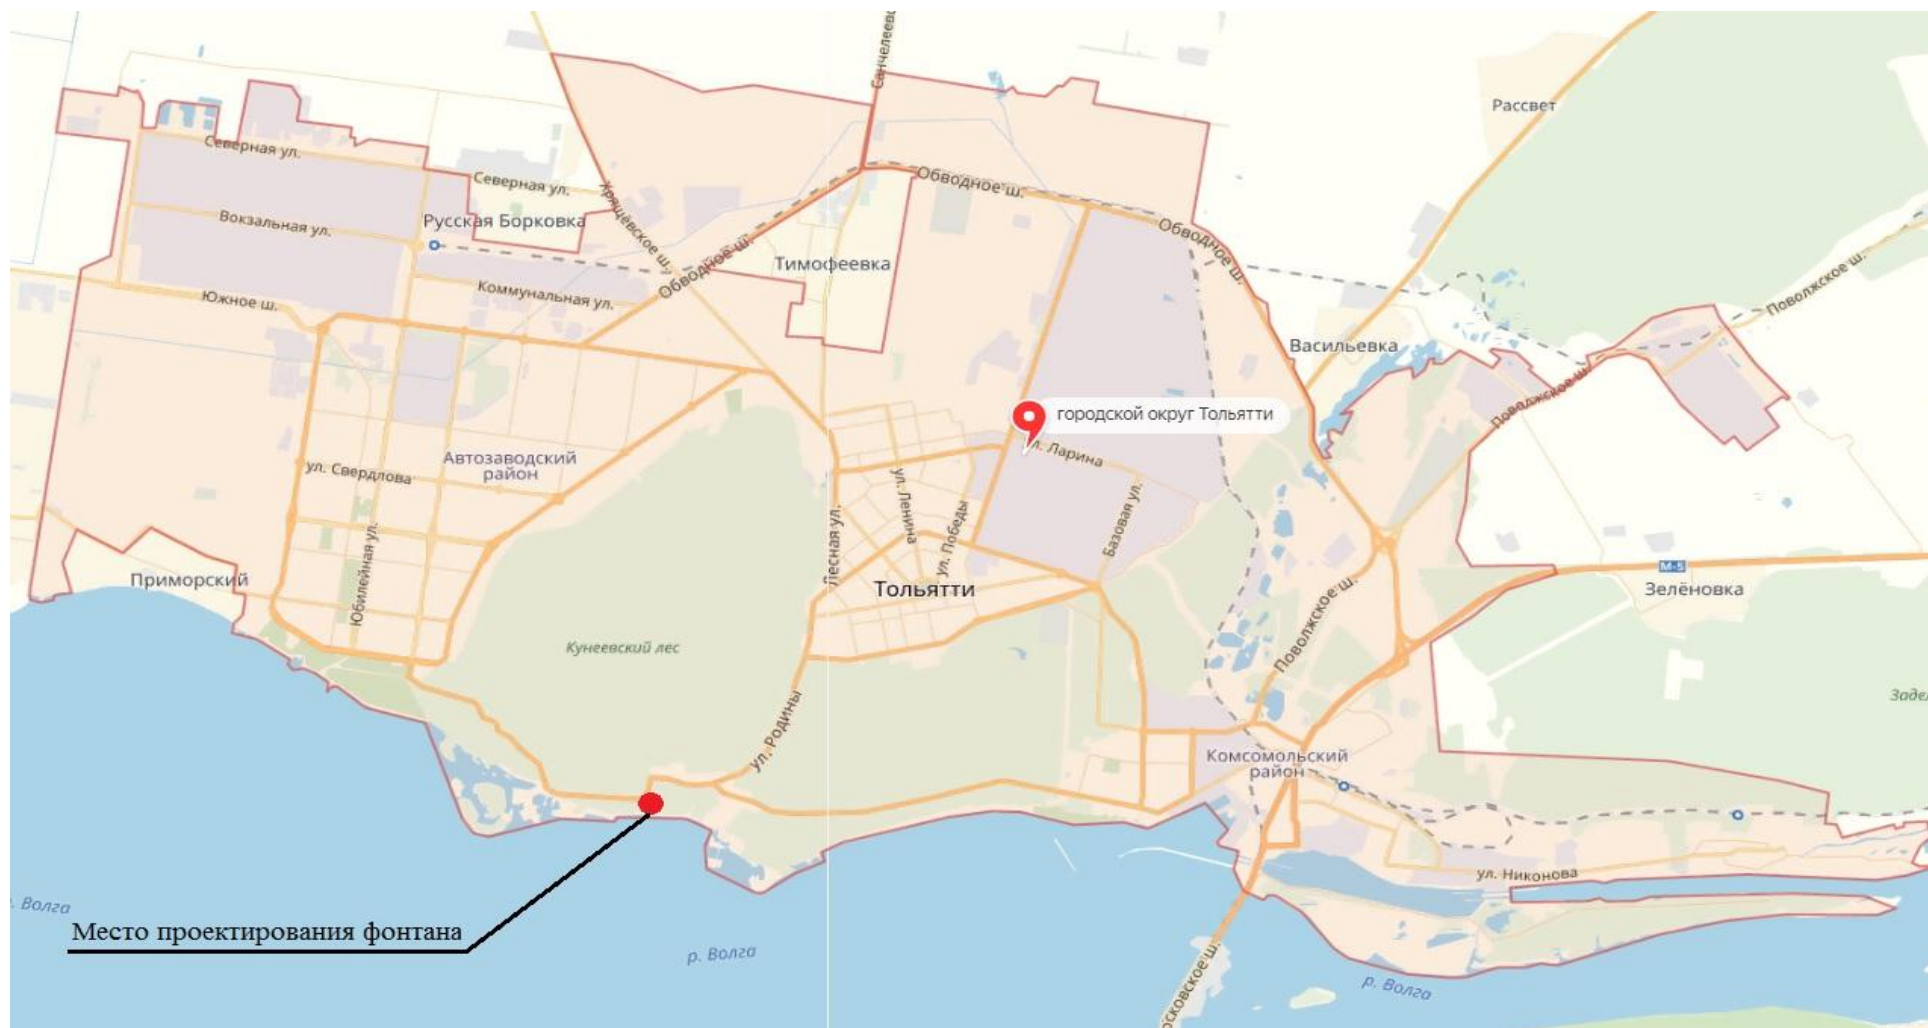 Санчелеево
Рассвет
Северная ул.
Северная ул.
Обводное ш.
Хрящёвское ш.
Вокзальная ул.
Русская Борковка
Обводное ш.
Обводное ш.
Тимофеевка
Поволжское ш.
Коммунальная ул.
Южное ш.
Васильевка
Поволжское ш.
городской округ Тольятти
ул. Ларина
Автозаводский
район
ул. Свердлова
ул. Ленина
Базовая ул.
ул. Победы
Лесная ул.
Юбилейная ул.
Приморский
Тольятти
М-5
Зелёновка
Поволжское ш.
Кунеевский лес
ул. Родины
Комсомольский
район
ул. Никонова
р. Волга
Место проектирования фонтана
р. Волга
р. Волга